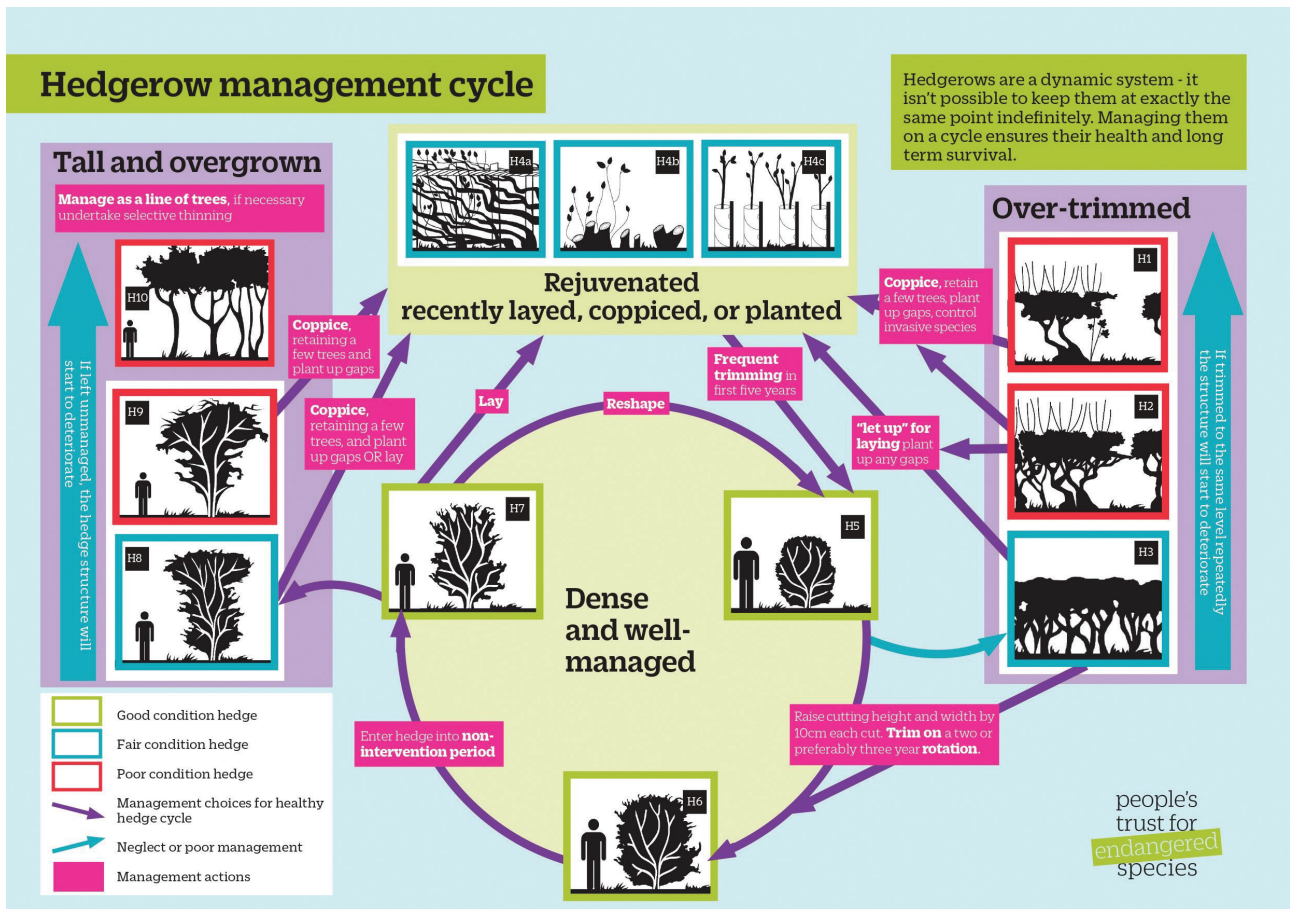 Hedgerow management cycle
Hedgerows are a dynamic system - it
isn't possible to keep them at exactly the
same point indefinitely. Managing them
on a cycle ensures their health and long
term survival.
Tall and overgrown
Manage as a line of trees, if necessary
undertake selective thinning
H10
H9
H8
If left unmanaged, the hedge structure will
start to deteriorate
H4a
H4b
H4c
Rejuvenated
recently layed, coppiced, or planted
Over-trimmed
H1
H2
H3
If trimmed to the same level repeatedly
the structure will start to deteriorate
Coppice,
retaining a
few trees and
plant up gaps
Coppice,
retaining a few
trees, and plant
up gaps OR lay
Lay
Reshape
Frequent
trimming in
first five years
Coppice, retain
a few trees, plant
up gaps, control
invasive species
"let up" for
laying plant
up any gaps
H7
H5
Dense
and well-
managed
Enter hedge into non-
intervention period
Raise cutting height and width by
10cm each cut. Trim on a two or
preferably three year rotation.
H6
Good condition hedge
Fair condition hedge
Poor condition hedge
Management choices for healthy
hedge cycle
Neglect or poor management
Management actions
people's
trust for
endangered
species